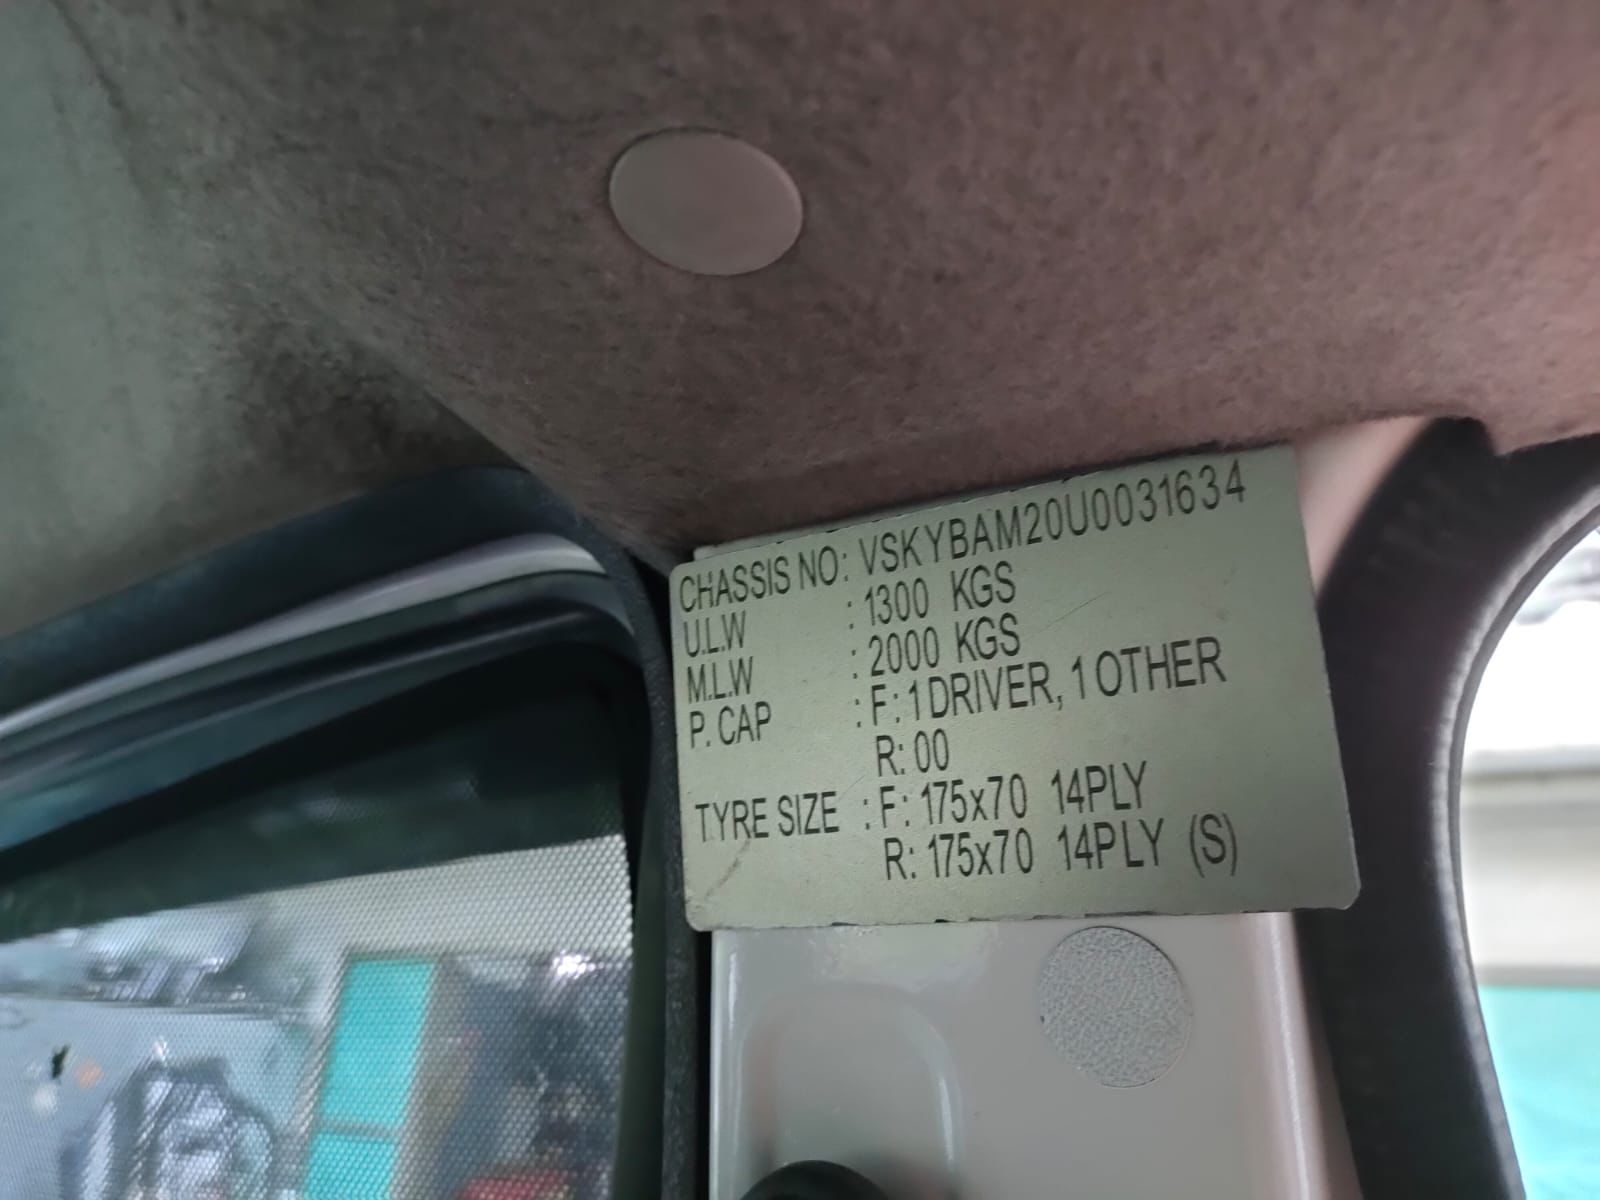 CHASSIS NO: VSKYBAM20U0031634
U.L.W : 1300 KGS
M.L.W : 2000 KGS
P. CAP : F: 1 DRIVER, 1 OTHER
R: 00
TYRE SIZE : F: 175x70 14PLY
R: 175x70 14PLY (S)